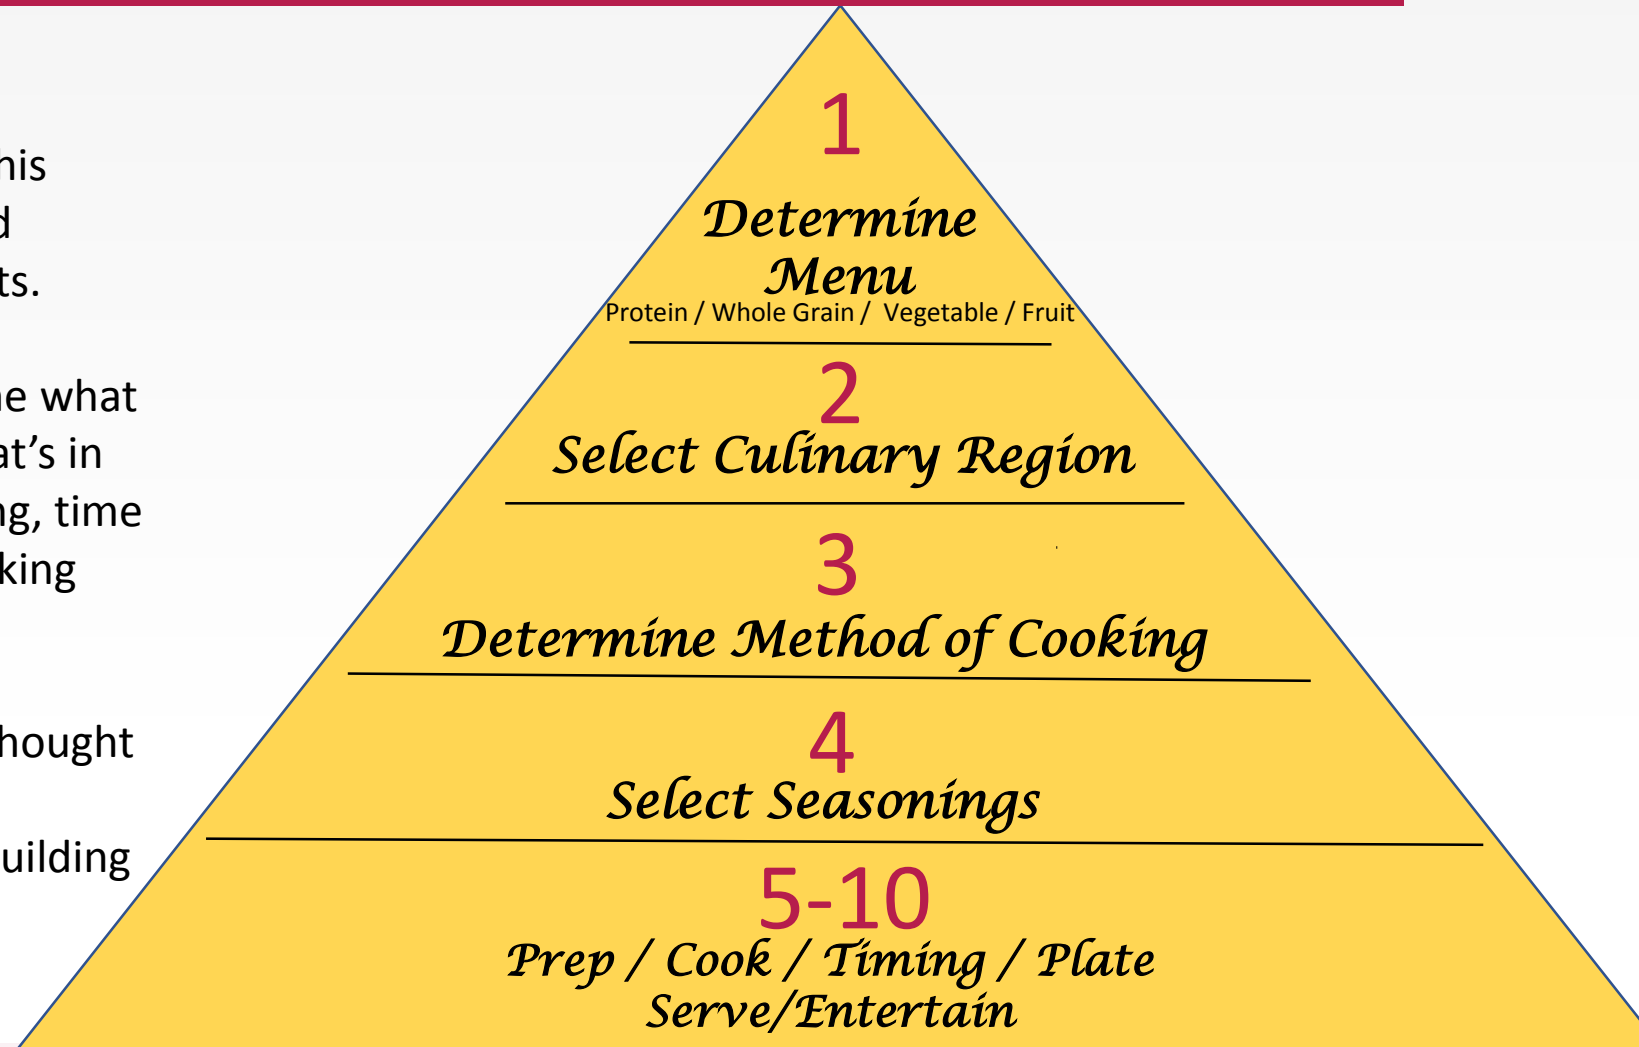 his
d
ts.
e what
at's in
ng, time
king
hought
uilding
1
Determine
Menu
Protein / Whole Grain / Vegetable / Fruit
2
Select Culinary Region
3
Determine Method of Cooking
4
Select Seasonings
5-10
Prep / Cook / Timing / Plate
Serve/Entertain